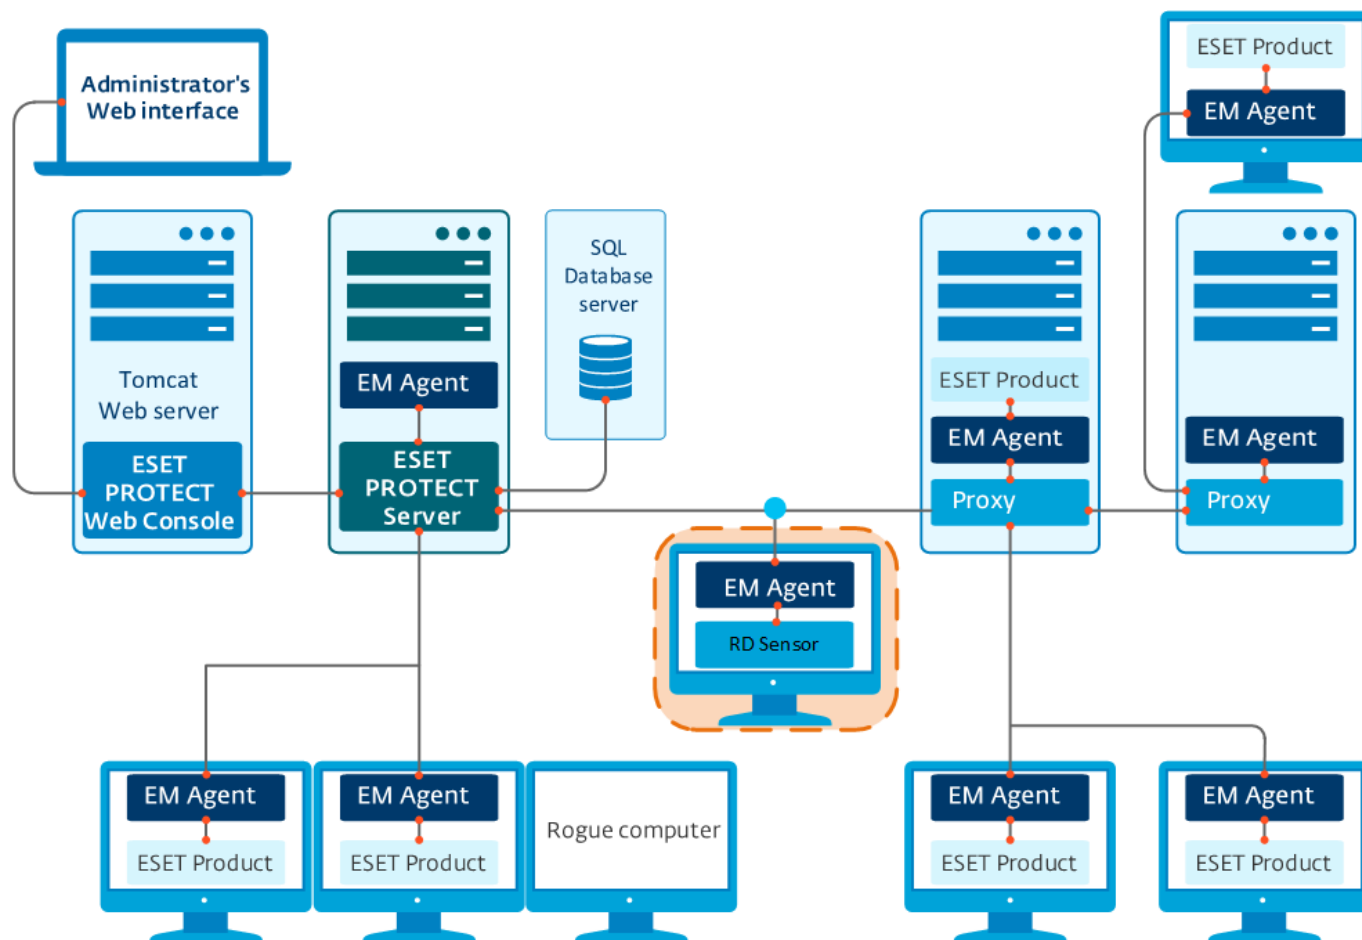 Administrator's
Web interface
ESET Product
EM Agent
Tomcat
Web server
ESET
PROTECT
Web Console
EM Agent
ESET
PROTECT
Server
SQL
Database
server
ESET Product
EM Agent
Proxy
EM Agent
Proxy
EM Agent
RD Sensor
EM Agent
ESET Product
EM Agent
ESET Product
Rogue computer
EM Agent
ESET Product
EM Agent
ESET Product